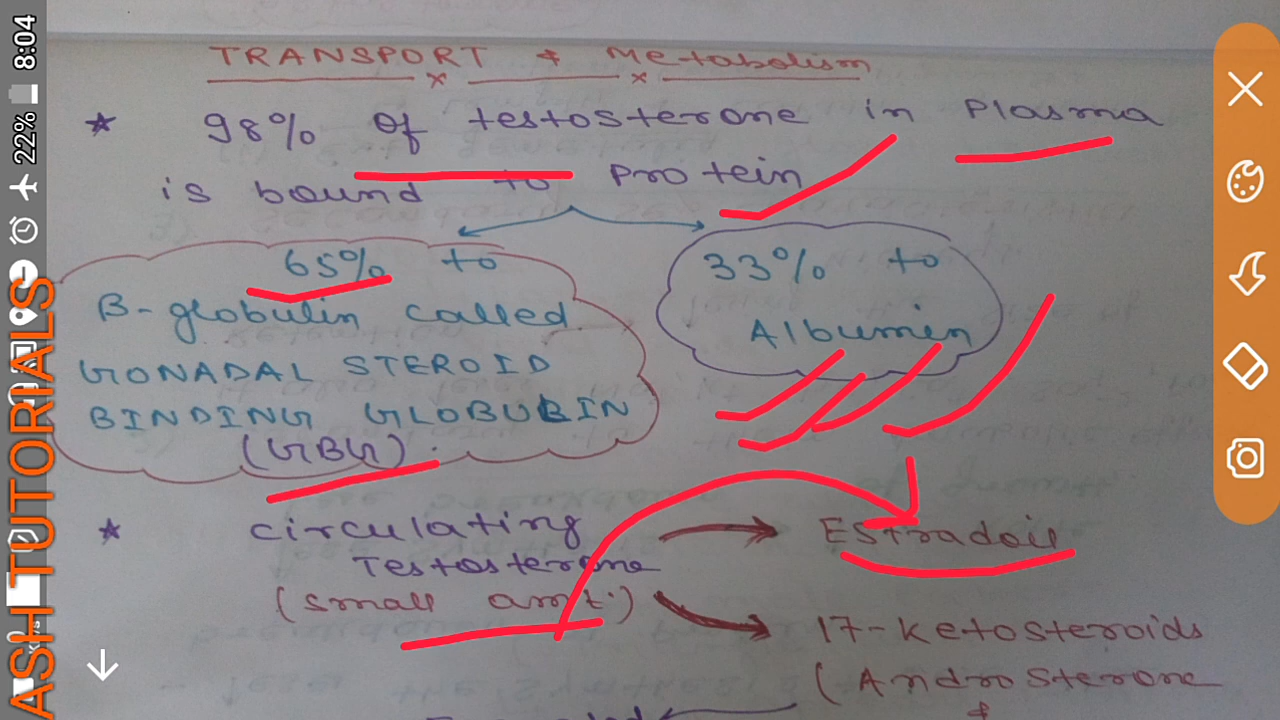 TRANSPORT & Metabolism
98% of testosterone in Plasma
is bound to protein
65% to
B-globulin called
GONADAL STEROID
BINDING GLOBULIN
(GBG)
33% to
Albumin
circulating
Testosterone
(small amt.)
Estradoil
17-ketosteroids
(Androsterone
&
ASH TUTORIALS
22% 8:04